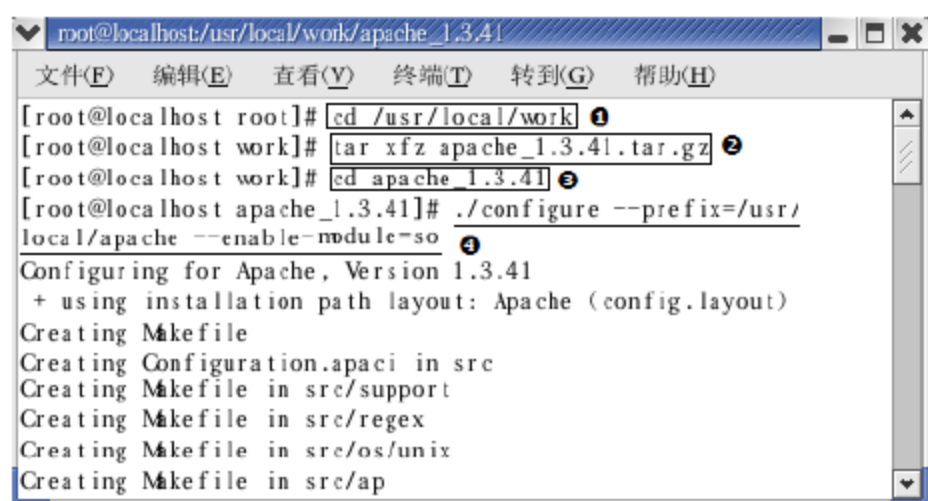 root@localhost:/usr/local/work/apache_1.3.41
文件(F) 编辑(E) 查看(V) 终端(T) 转到(G) 帮助(H)
[root@localhost root]# cd /usr/local/work ❶
[root@localhost work]# tar xfz apache_1.3.41.tar.gz ❷
[root@localhost work]# cd apache_1.3.41 ❸
[root@localhost apache_1.3.41]# ./configure --prefix=/usr/
local/apache --enable-module=so ❹
Configuring for Apache, Version 1.3.41
+ using installation path layout: Apache (config.layout)
Creating Makefile
Creating Configuration.apaci in src
Creating Makefile in src/support
Creating Makefile in src/regex
Creating Makefile in src/os/unix
Creating Makefile in src/ap